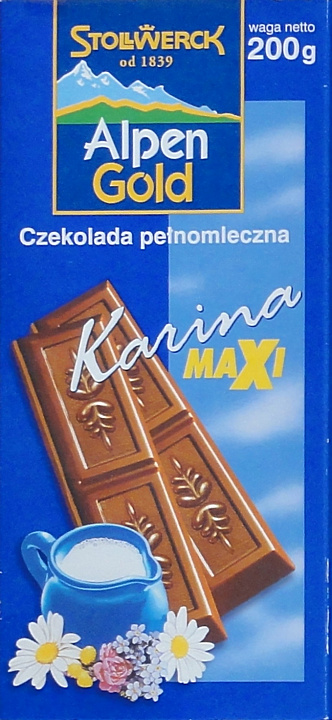 STOLLWERCK
od 1839
waga netto
200g
Alpen
Gold
Czekolada pełnomleczna
Karina
MAXI